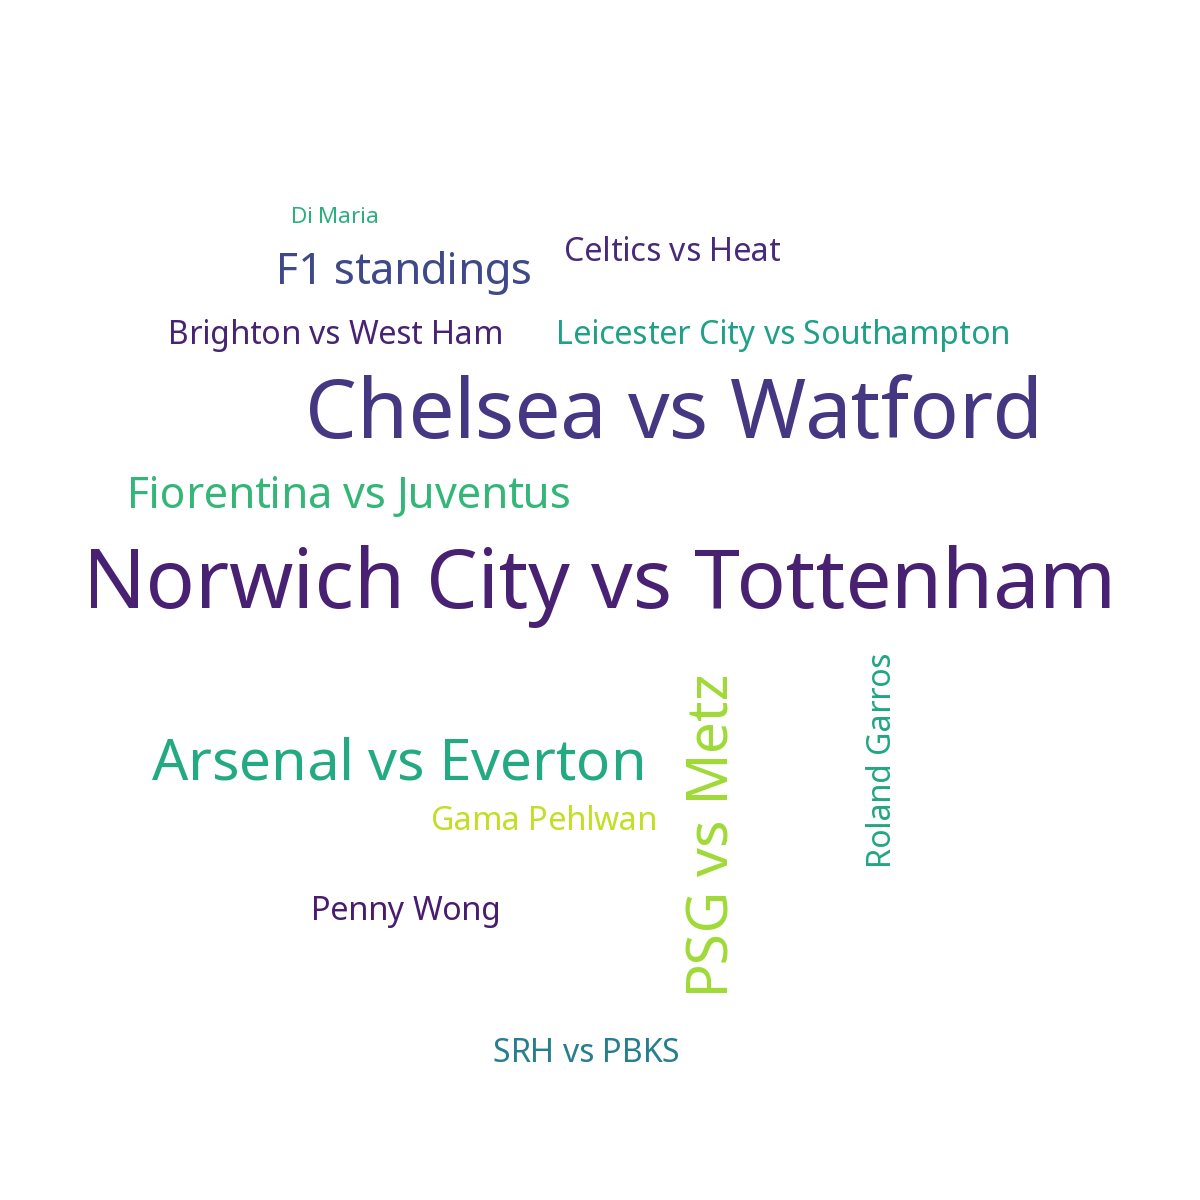 Di Maria
Celtics vs Heat
F1 standings
Brighton vs West Ham
Leicester City vs Southampton
Chelsea vs Watford
Fiorentina vs Juventus
Norwich City vs Tottenham
Roland Garros
PSG vs Metz
Arsenal vs Everton
Gama Pehlwan
Penny Wong
SRH vs PBKS